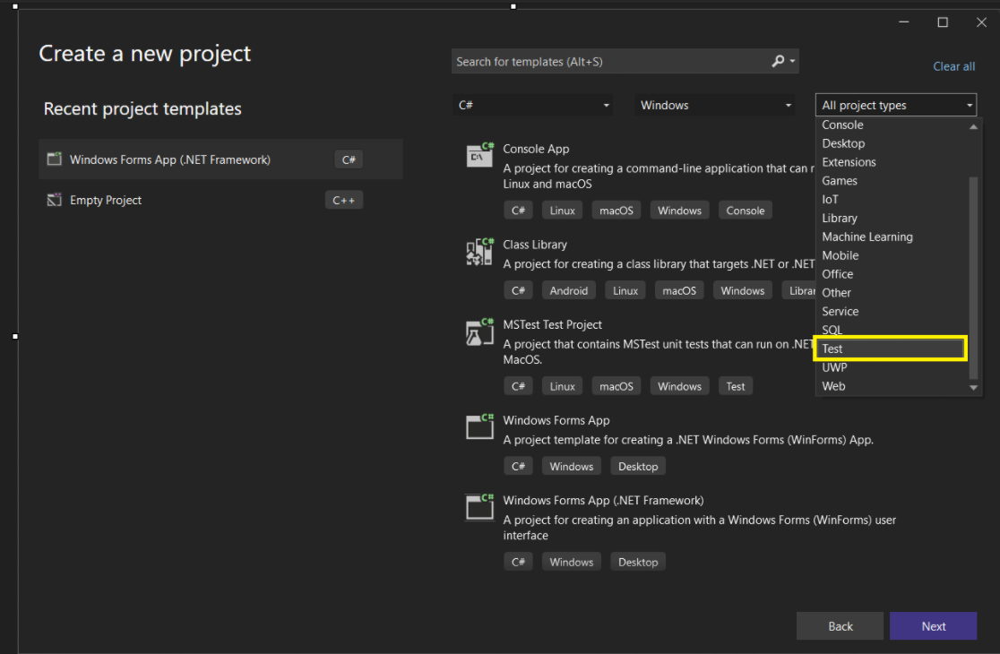 Create a new project
Search for templates (Alt+S)
Clear all
Recent project templates
C#
Windows
All project types
Windows Forms App (.NET Framework)
C#
Empty Project
C++
Console App
A project for creating a command-line application that can
Linux and macOS
C#
Linux
macOS
Windows
Console
Class Library
A project for creating a class library that targets .NET or .NET
C#
Android
Linux
macOS
Windows
Librar
MSTest Test Project
A project that contains MSTest unit tests that can run on .NET
MacOS.
C#
Linux
macOS
Windows
Test
Windows Forms App
A project template for creating a .NET Windows Forms (WinForms) App.
C#
Windows
Desktop
Windows Forms App (.NET Framework)
A project for creating an application with a Windows Forms (WinForms) user
interface
C#
Windows
Desktop
Console
Desktop
Extensions
Games
IoT
Library
Machine Learning
Mobile
Office
Other
Service
SQL
Test
UWP
Web
Back
Next